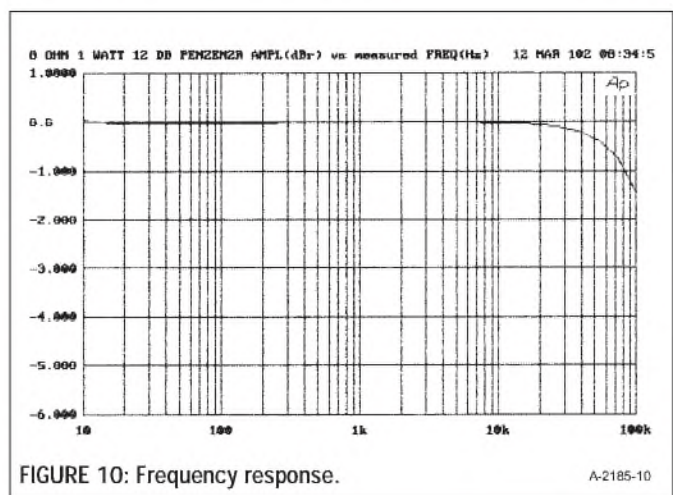 8 OHM 1 WATT 12 DB PENZENZR AMPL(dBr) vs measured FREQ(Hz) 12 MAR 102 08:34:5
1.0000
Ap
0.0
-1.000
-2.000
-3.000
-4.000
-5.000
-6.000
10 100 1k 10k 100k
FIGURE 10: Frequency response.
A-2185-10